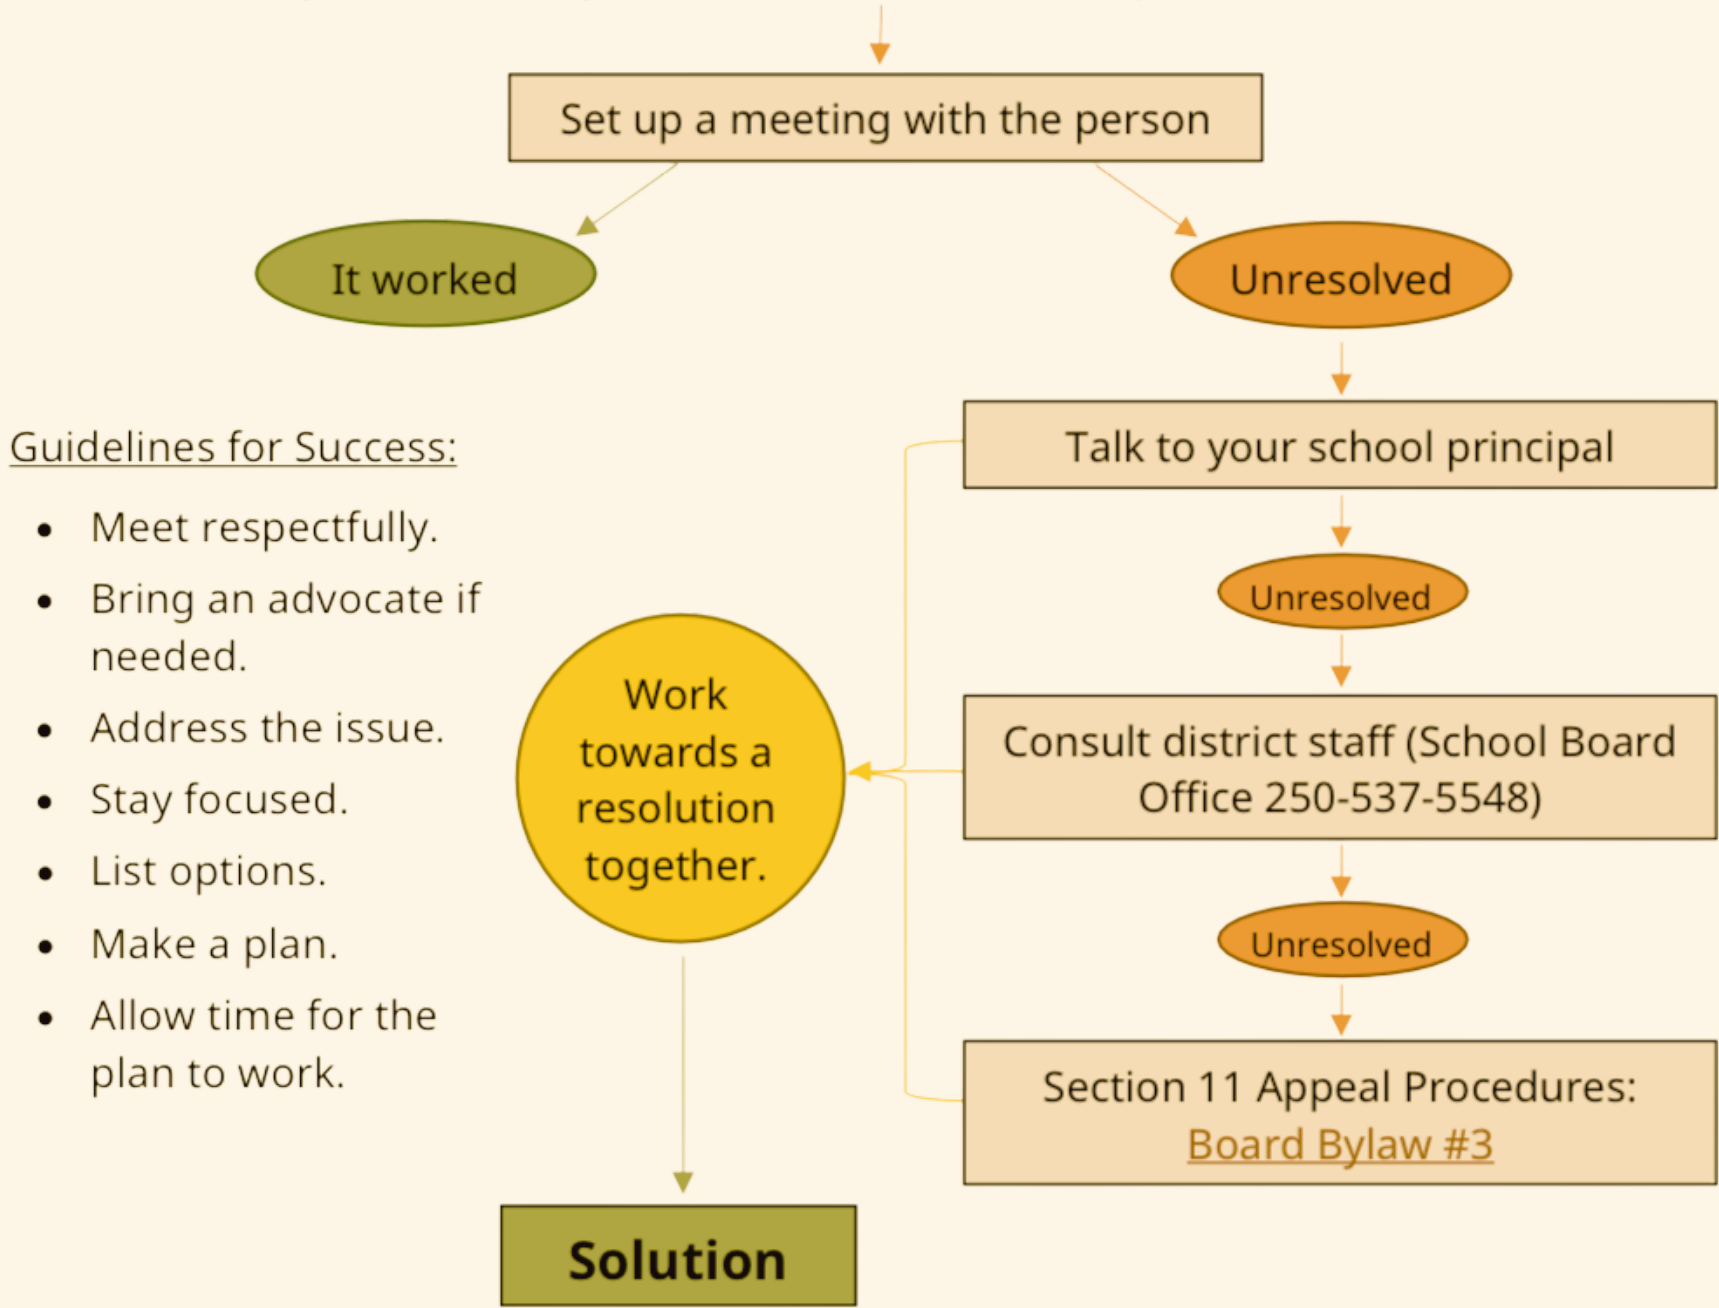 Set up a meeting with the person
It worked
Unresolved
Talk to your school principal
Unresolved
Consult district staff (School Board
Office 250-537-5548)
Unresolved
Section 11 Appeal Procedures:
Board Bylaw #3
Guidelines for Success:
• Meet respectfully.
• Bring an advocate if
needed.
• Address the issue.
• Stay focused.
• List options.
• Make a plan.
• Allow time for the
plan to work.
Work
towards a
resolution
together.
Solution